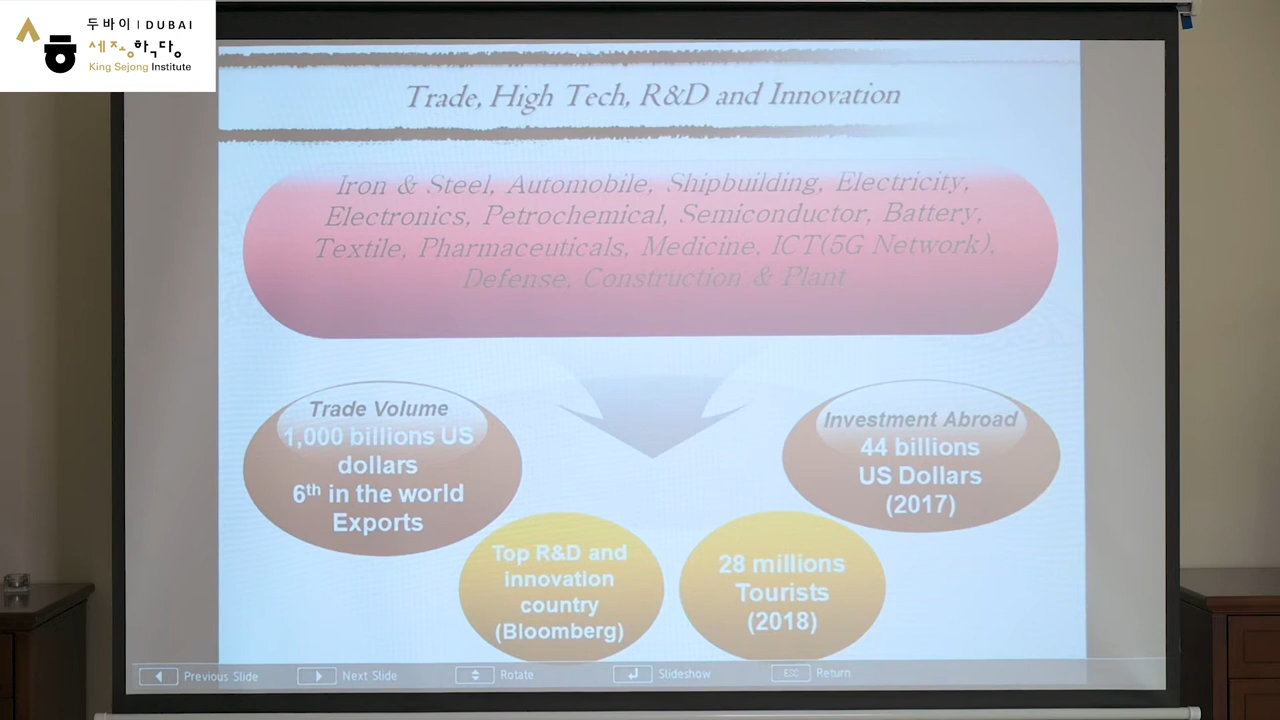 두바이 | DUBAI
세종학당
King Sejong Institute
Trade, High Tech, R&D and Innovation
Iron & Steel, Automobile, Shipbuilding, Electricity,
Electronics, Petrochemical, Semiconductor, Battery,
Textile, Pharmaceuticals, Medicine, ICT(5G Network),
Defense, Construction & Plant
Trade Volume
1,000 billions US
dollars
6th in the world
Exports
Investment Abroad
44 billions
US Dollars
(2017)
Top R&D and
innovation
country
(Bloomberg)
28 millions
Tourists
(2018)
Previous Slide
Next Slide
Rotate
Slideshow
ESC Return